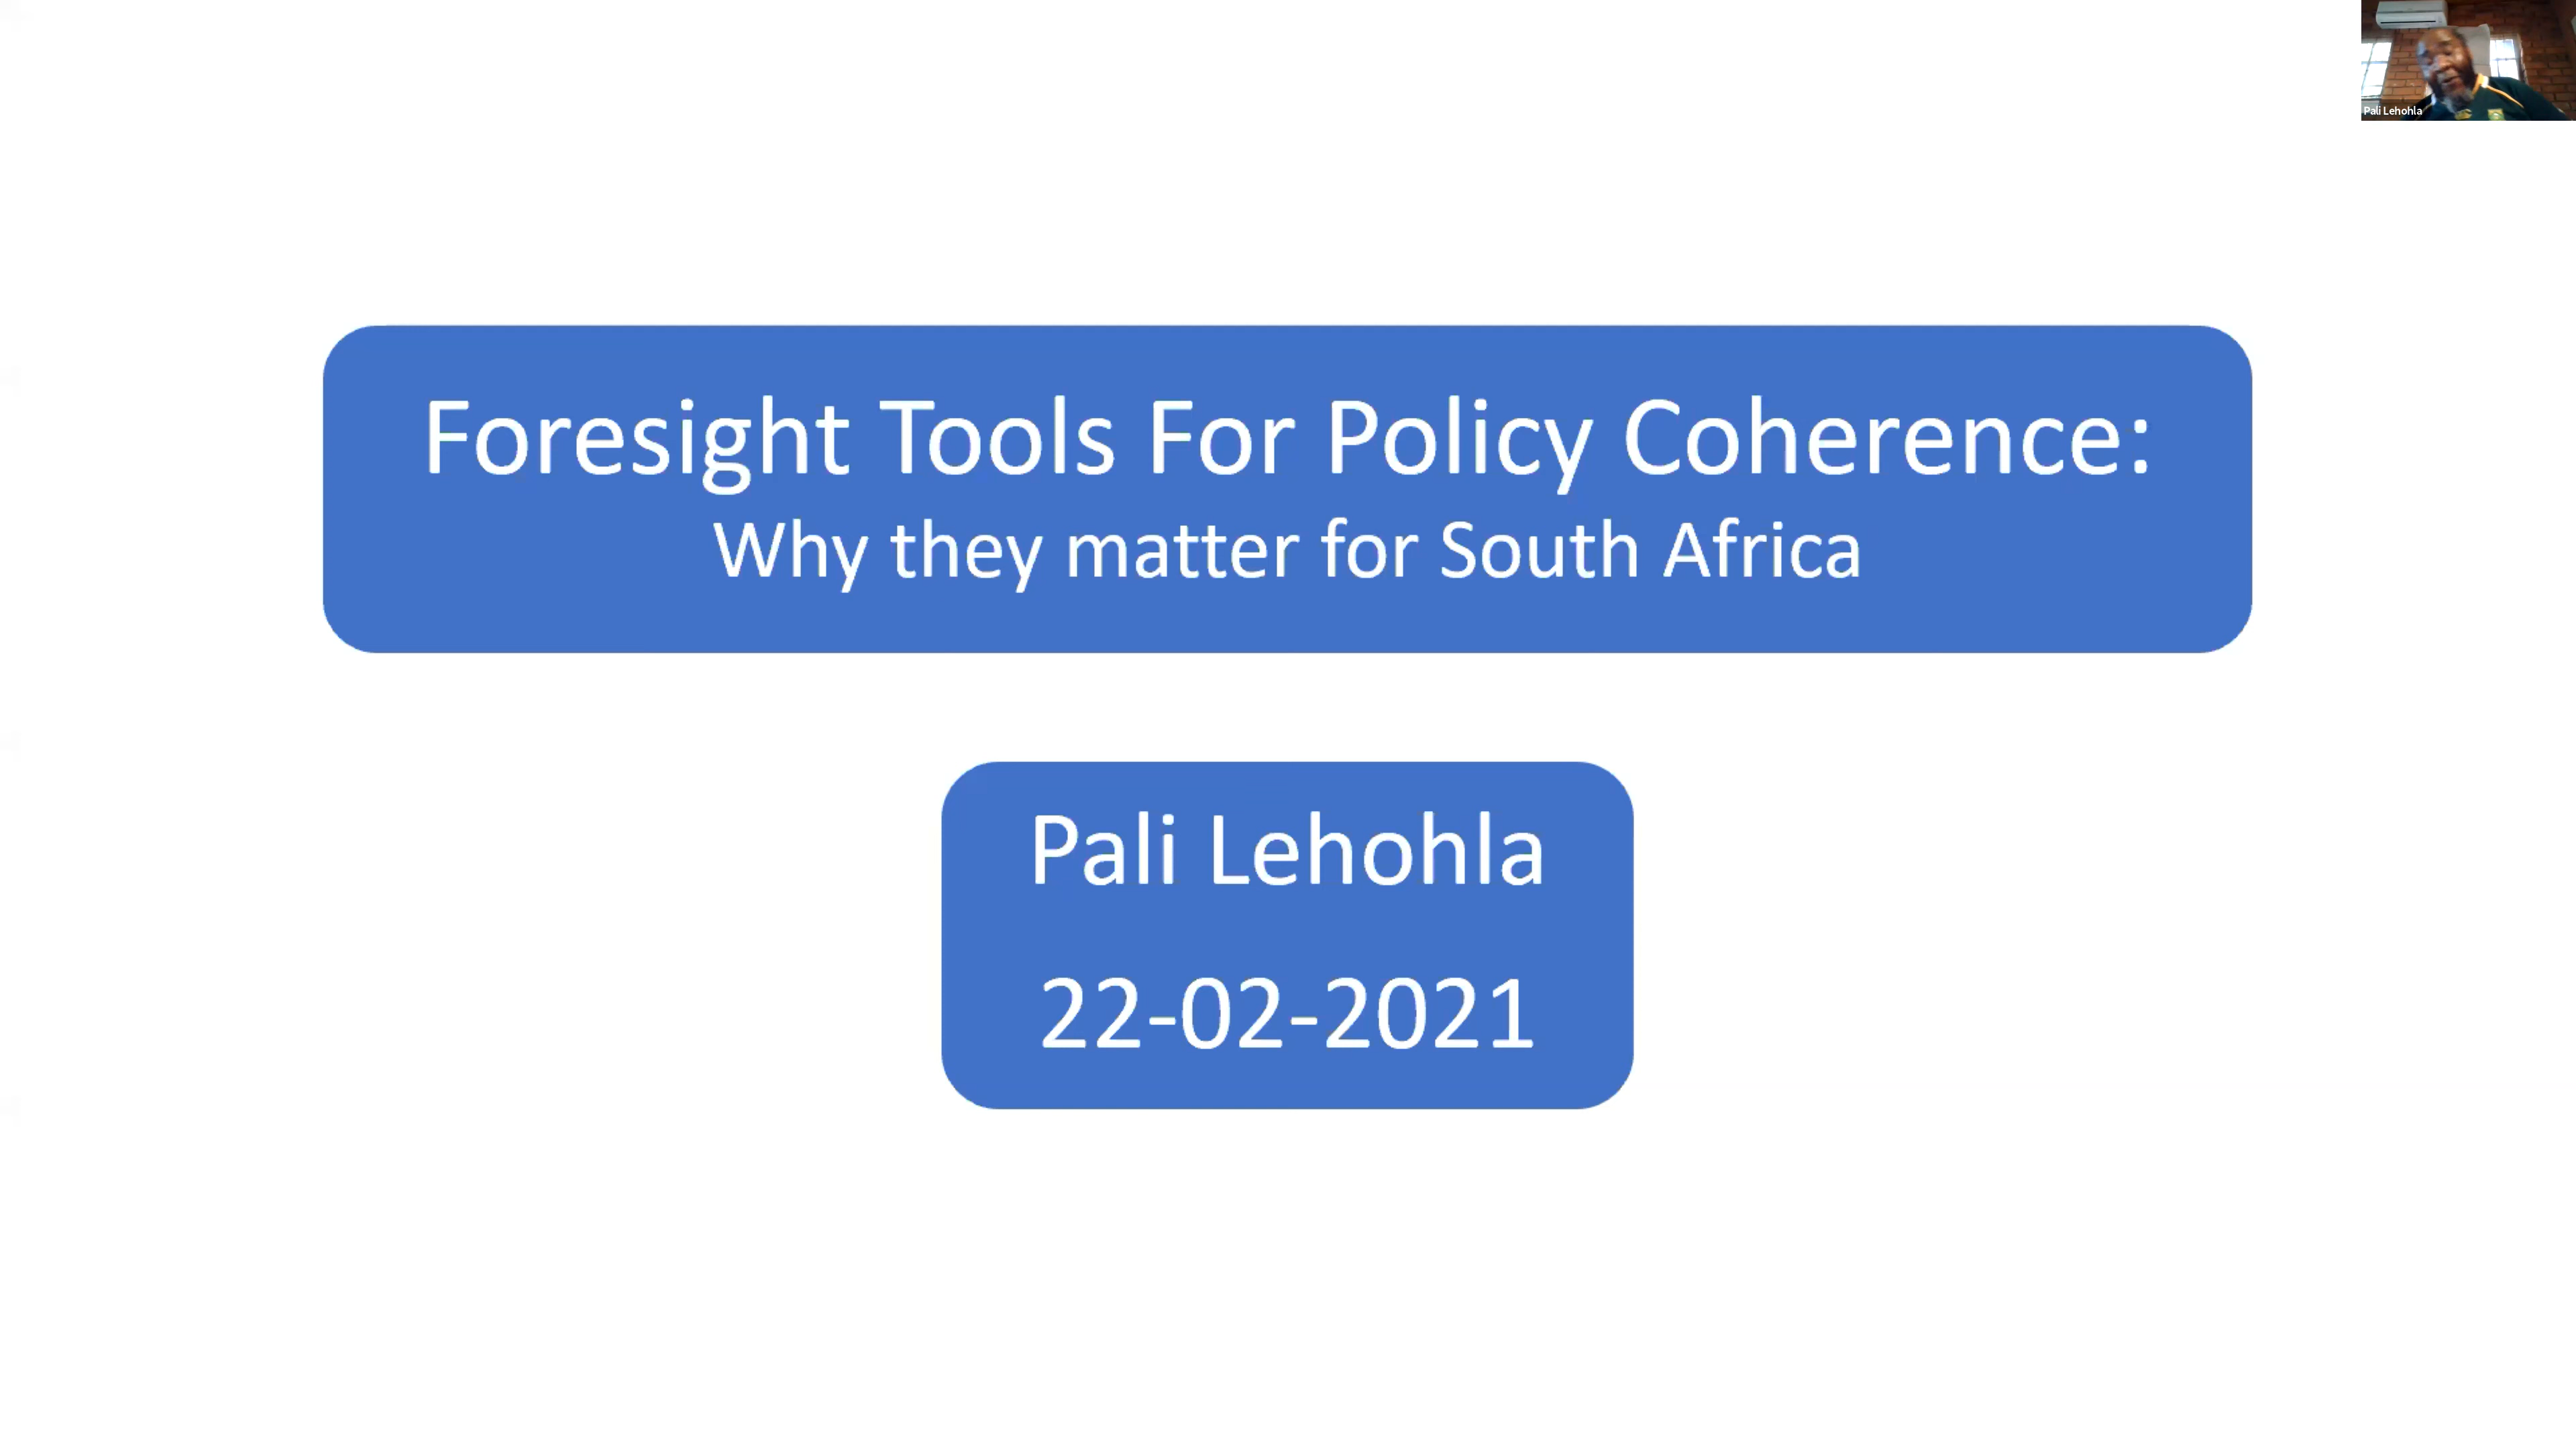 Pali Lehohla
Foresight Tools For Policy Coherence:
Why they matter for South Africa
Pali Lehohla
22-02-2021